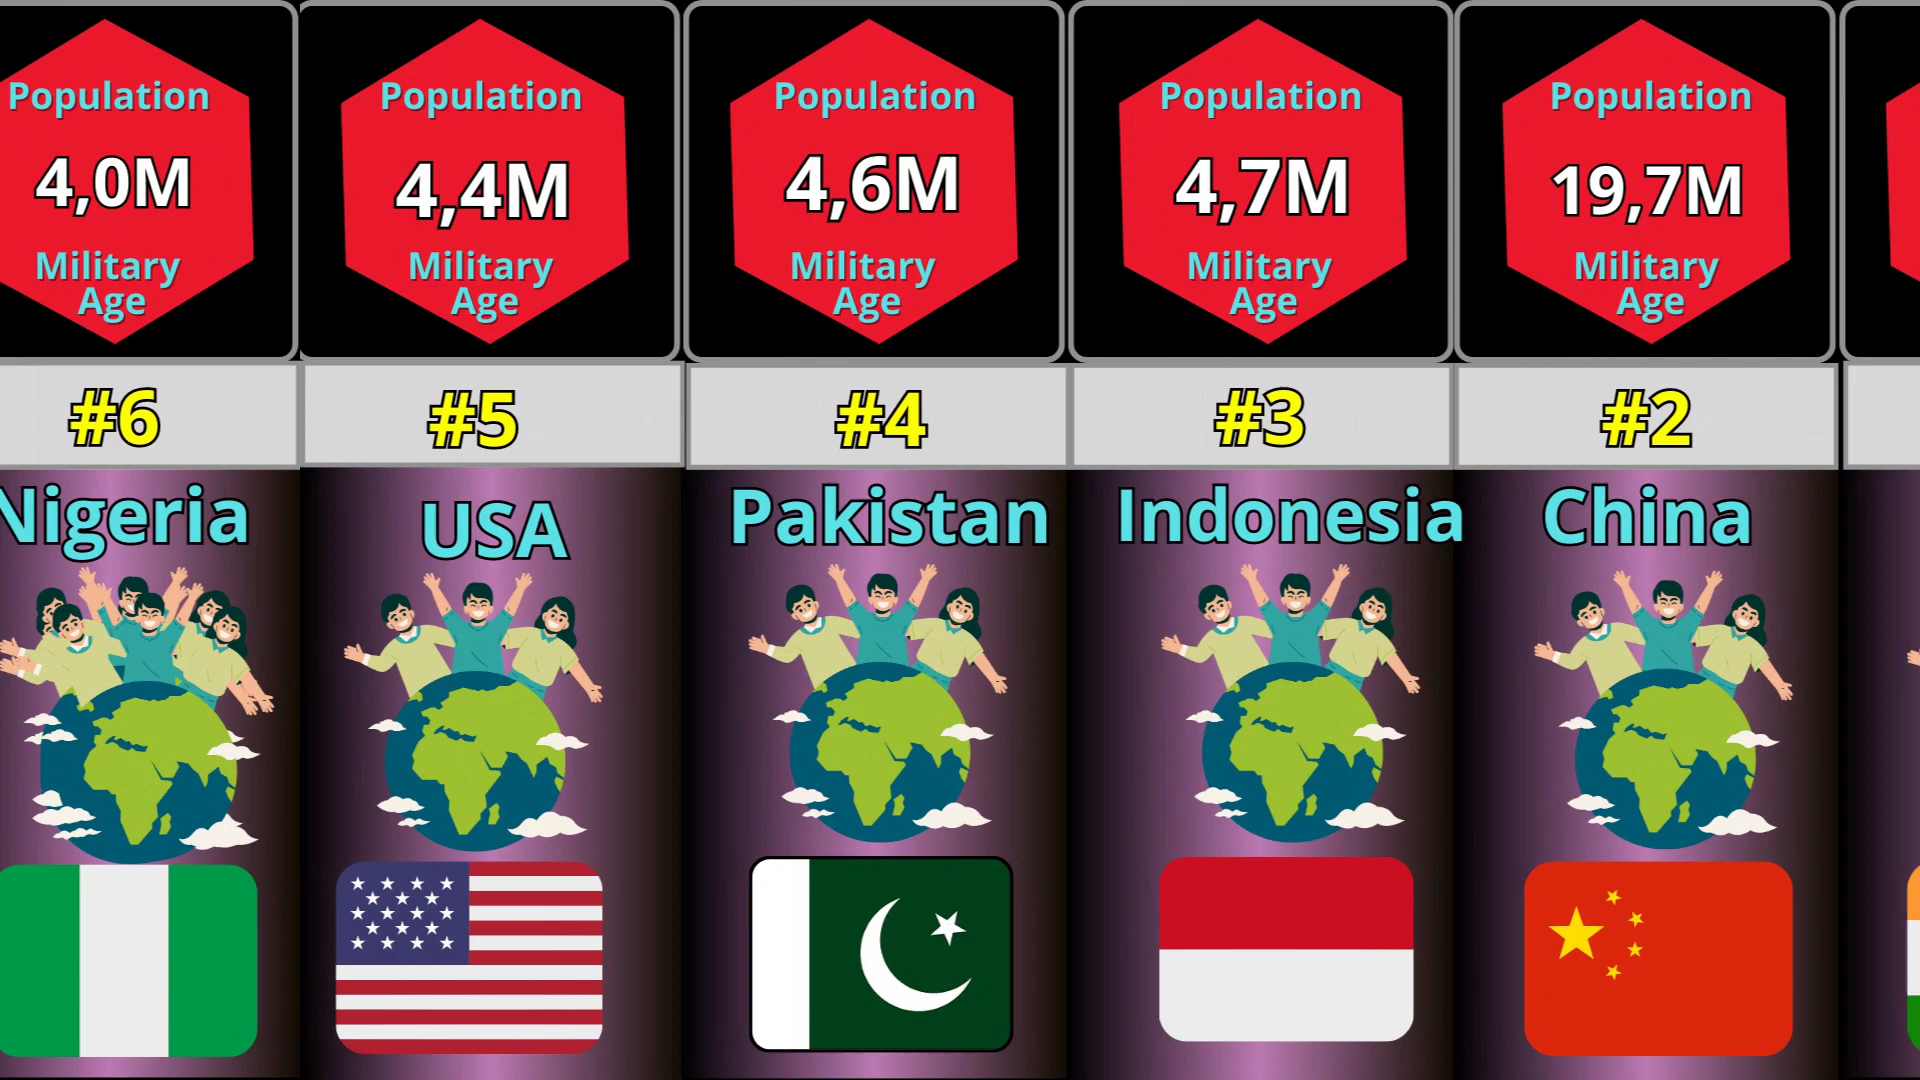 Population
4,0M
Military
Age
#6
Nigeria
Population
4,4M
Military
Age
#5
USA
Population
4,6M
Military
Age
#4
Pakistan
Population
4,7M
Military
Age
#3
Indonesia
Population
19,7M
Military
Age
#2
China